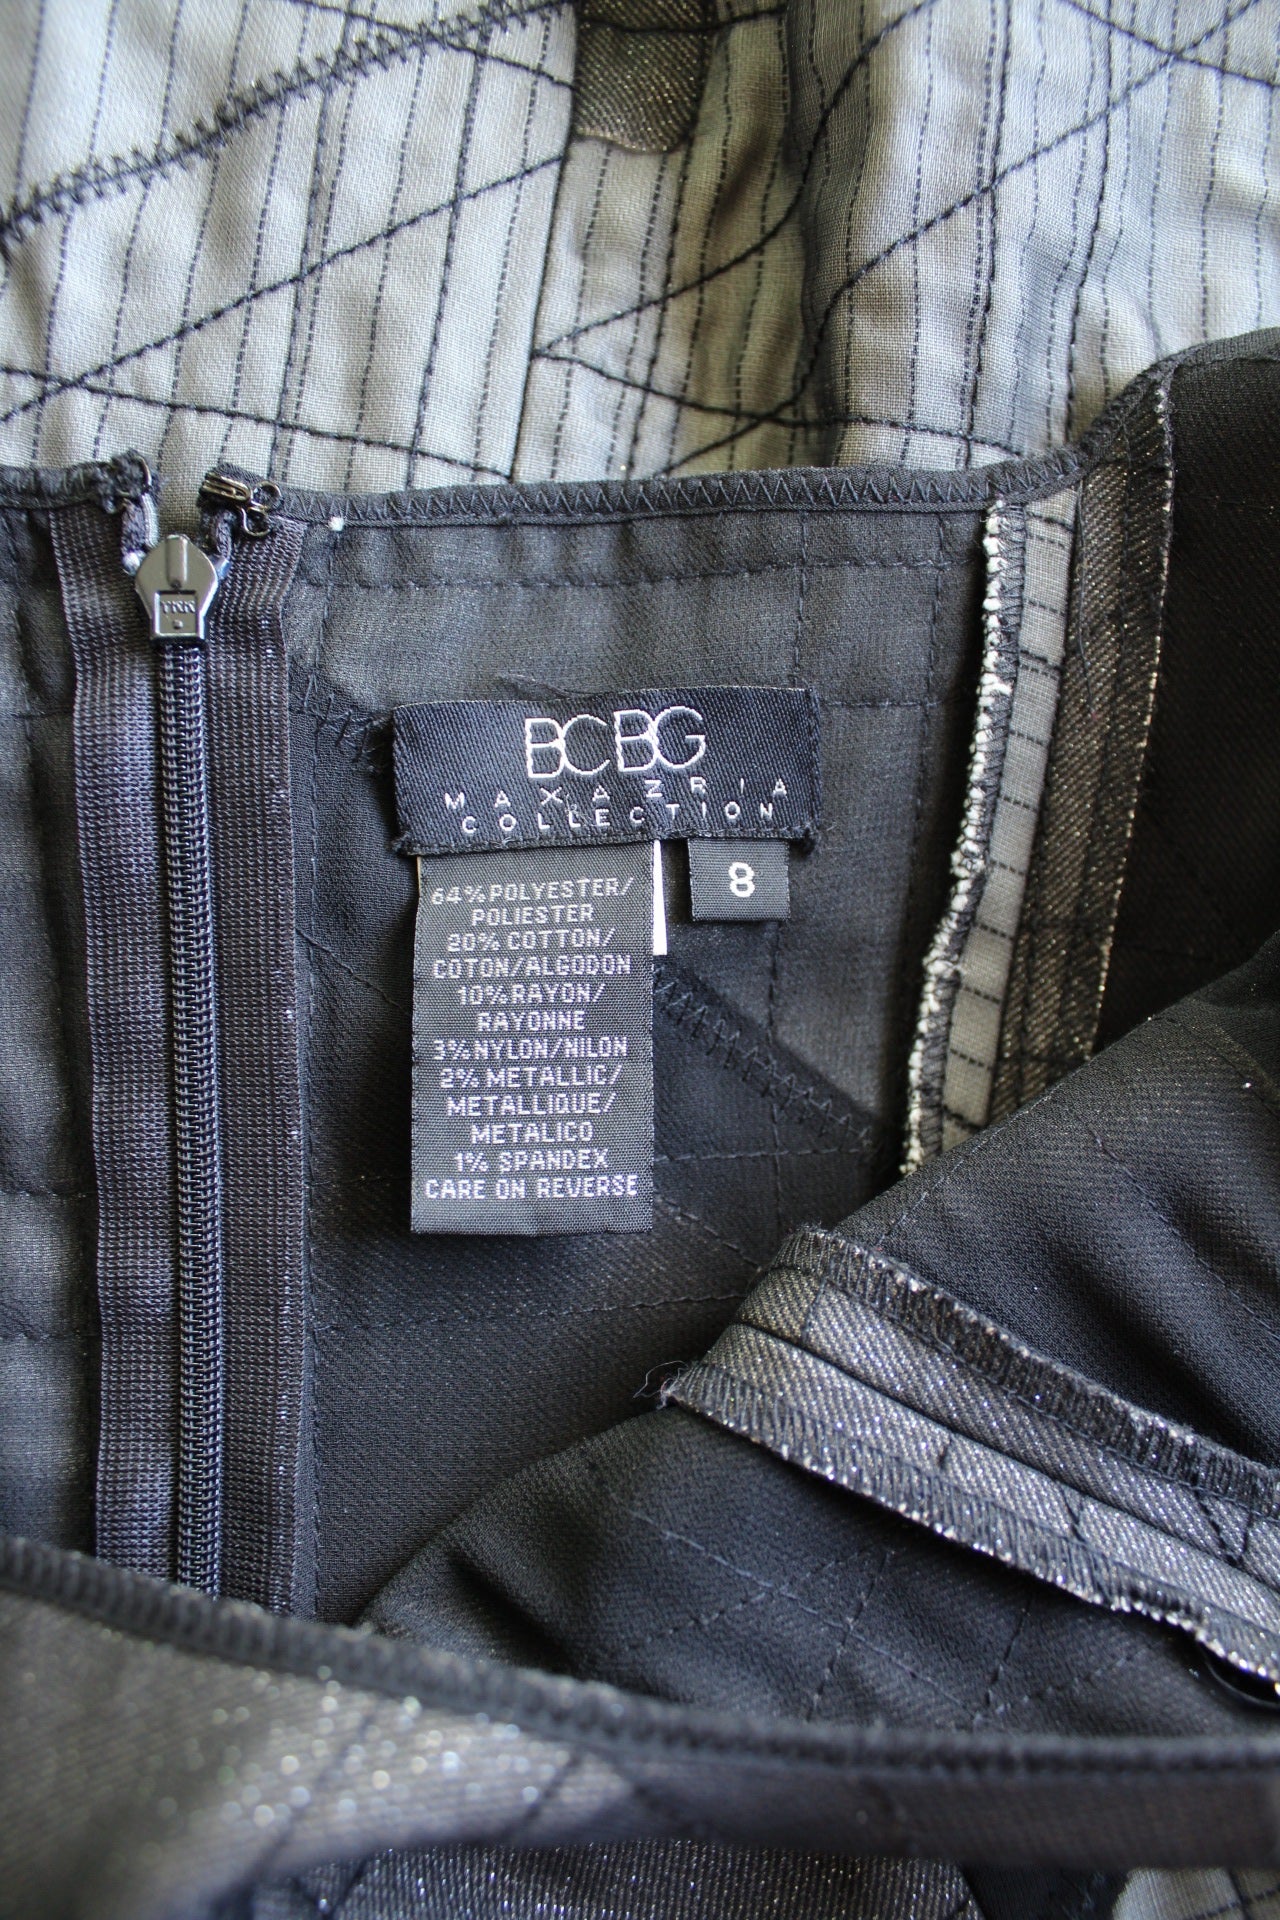 YKK
BCBG
MAXAZRIA
COLLECTION
8
64% POLYESTER/
POLIESTER
20% COTTON/
COTON/ALGODON
10% RAYON/
RAYONNE
3% NYLON/NILON
2% METALLIC/
METALLIQUE/
METALICO
1% SPANDEX
CARE ON REVERSE